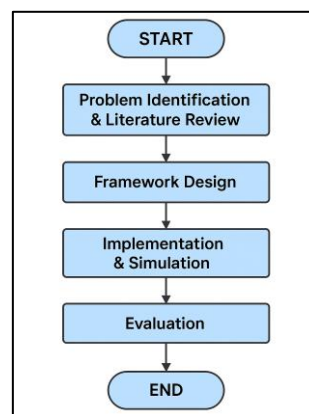 START
Problem Identification
& Literature Review
Framework Design
Implementation
& Simulation
Evaluation
END